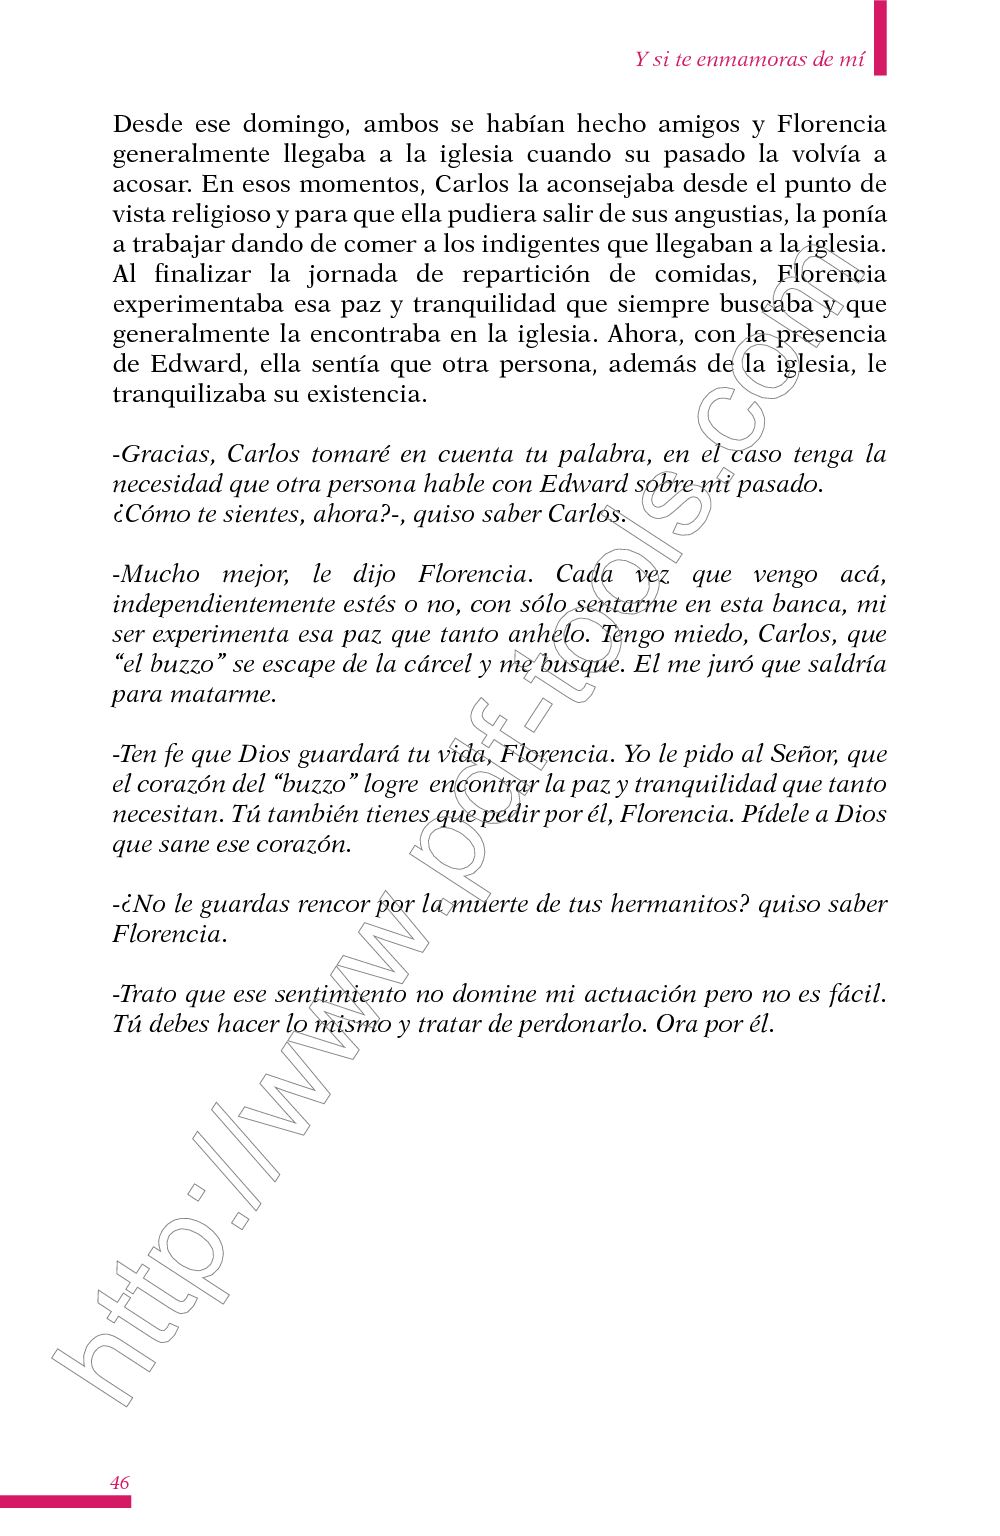 Y si te enmamoras de mí
Desde ese domingo, ambos se habían hecho amigos y Florencia
generalmente llegaba a la iglesia cuando su pasado la volvía a
acosar. En esos momentos, Carlos la aconsejaba desde el punto de
vista religioso y para que ella pudiera salir de sus angustias, la ponía
a trabajar dando de comer a los indigentes que llegaban a la iglesia.
Al finalizar la jornada de repartición de comidas, Florencia
experimentaba esa paz y tranquilidad que siempre buscaba y que
generalmente la encontraba en la iglesia. Ahora, con la presencia
de Edward, ella sentía que otra persona, además de la iglesia, le
tranquilizaba su existencia.
-Gracias, Carlos tomaré en cuenta tu palabra, en el caso tenga la
necesidad que otra persona hable con Edward sobre mi pasado.
¿Cómo te sientes, ahora?-, quiso saber Carlos.
-Mucho mejor, le dijo Florencia. Cada vez que vengo acá,
independientemente estés o no, con sólo sentarme en esta banca, mi
ser experimenta esa paz que tanto anhelo. Tengo miedo, Carlos, que
“el buzzo” se escape de la cárcel y me busque. El me juró que saldría
para matarme.
-Ten fe que Dios guardará tu vida, Florencia. Yo le pido al Señor, que
el corazón del “buzzo” logre encontrar la paz y tranquilidad que tanto
necesitan. Tú también tienes que pedir por él, Florencia. Pídele a Dios
que sane ese corazón.
-¿No le guardas rencor por la muerte de tus hermanitos? quiso saber
Florencia.
-Trato que ese sentimiento no domine mi actuación pero no es fácil.
Tú debes hacer lo mismo y tratar de perdonarlo. Ora por él.
http://www.pdf-tools.com
46